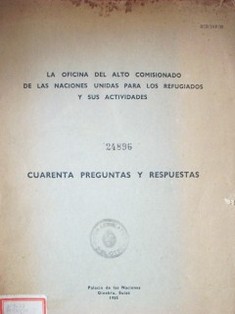 LA OFICINA DEL ALTO COMISIONADO
DE LAS NACIONES UNIDAS PARA LOS REFUGIADOS
Y SUS ACTIVIDADES
24896
CUARENTA PREGUNTAS Y RESPUESTAS
Palacio de las Naciones
Ginebra, Suiza